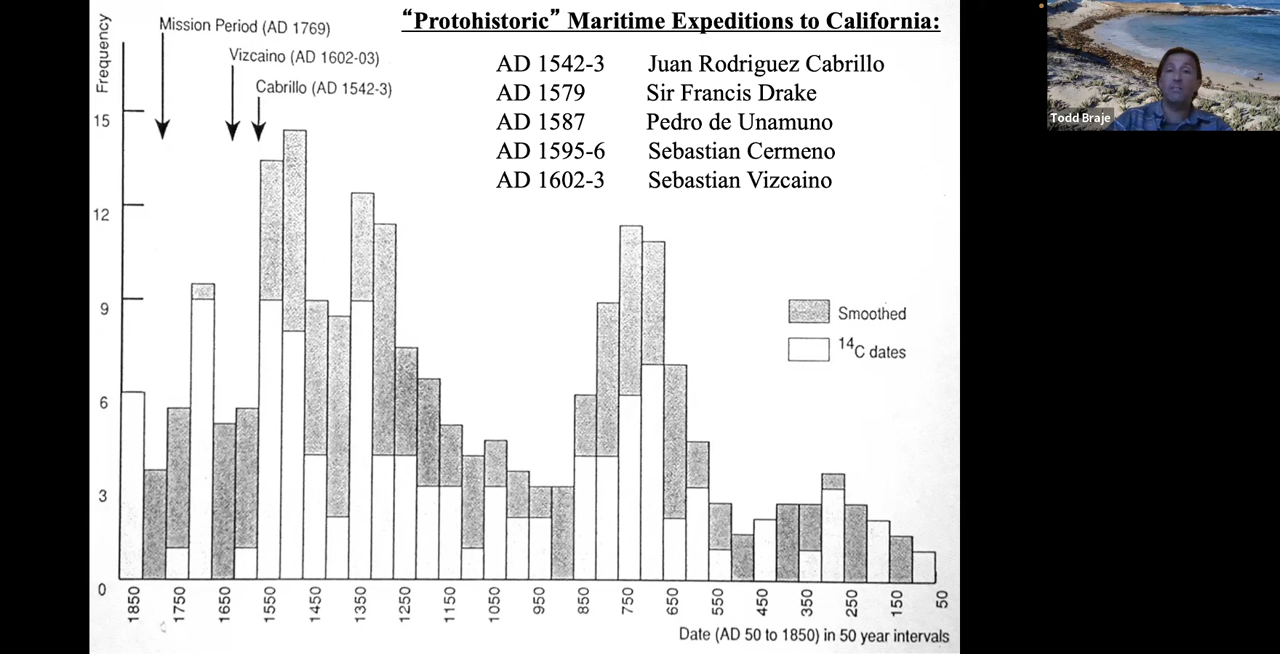 “Protohistoric” Maritime Expeditions to California:
AD 1542-3 Juan Rodriguez Cabrillo
AD 1579 Sir Francis Drake
AD 1587 Pedro de Unamuno
AD 1595-6 Sebastian Cermeno
AD 1602-3 Sebastian Vizcaino
Mission Period (AD 1769)
Vizcaino (AD 1602-03)
Cabrillo (AD 1542-3)
Frequency
15
12
9
6
3
0
Smoothed
14C dates
1850 1750 1650 1550 1450 1350 1250 1150 1050 950 850 750 650 550 450 350 250 150 50
Date (AD 50 to 1850) in 50 year intervals
Todd Braje